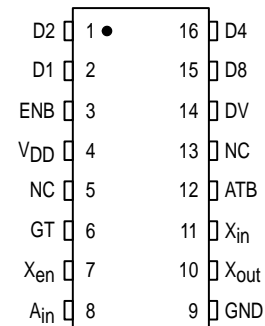 D2 1 16 D4
D1 2 15 D8
ENB 3 14 DV
VDD 4 13 NC
NC 5 12 ATB
GT 6 11 Xin
Xen 7 10 Xout
Ain 8 9 GND